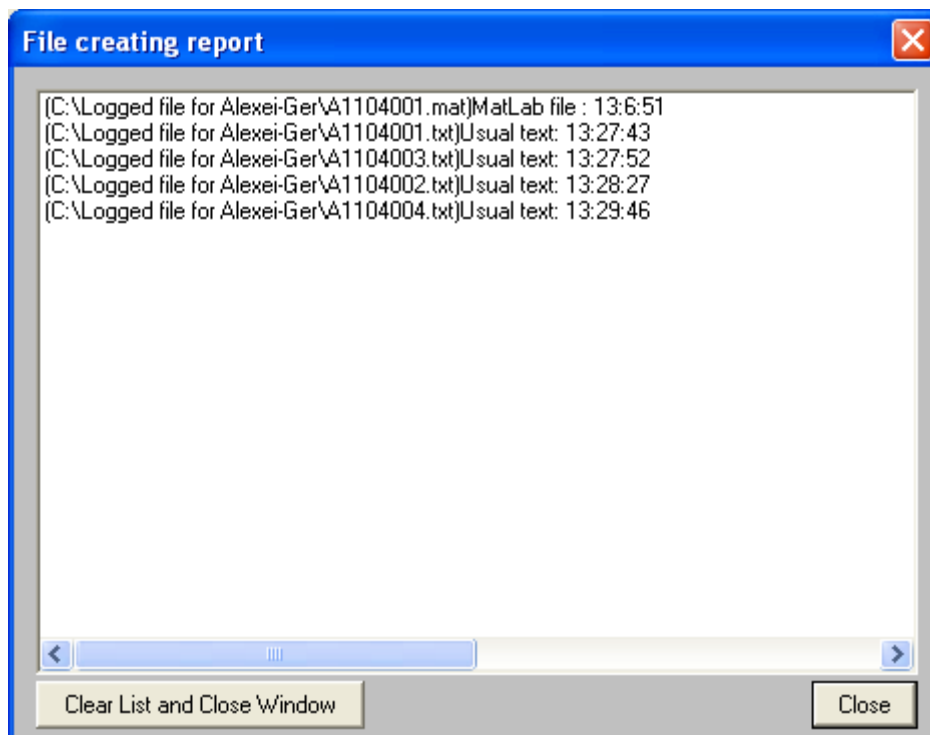 File creating report
(C:\Logged file for Alexei-Ger\A1104001.mat)MatLab file : 13:6:51
(C:\Logged file for Alexei-Ger\A1104001.txt)Usual text: 13:27:43
(C:\Logged file for Alexei-Ger\A1104003.txt)Usual text: 13:27:52
(C:\Logged file for Alexei-Ger\A1104002.txt)Usual text: 13:28:27
(C:\Logged file for Alexei-Ger\A1104004.txt)Usual text: 13:29:46
Clear List and Close Window
Close